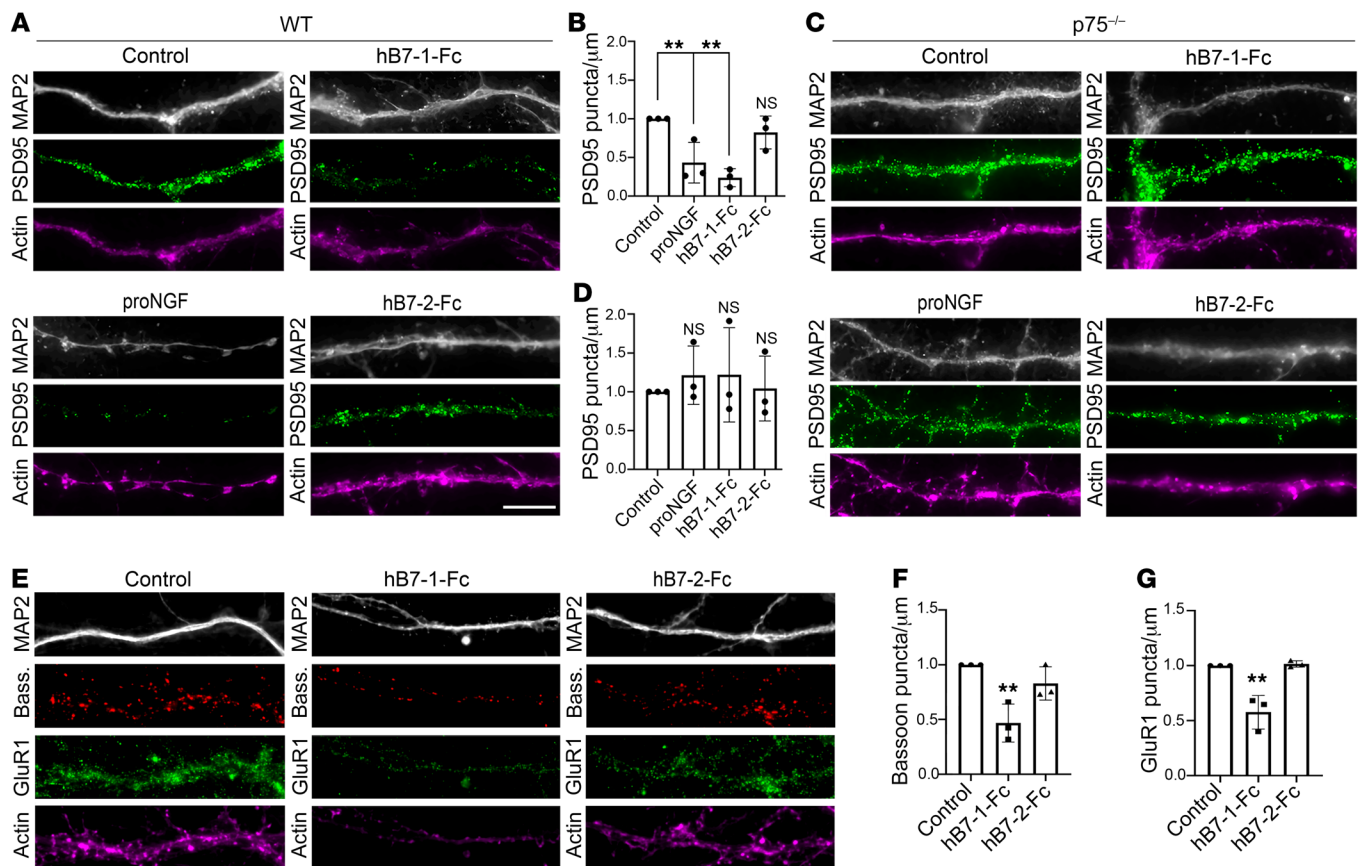 A
WT
Control
hB7-1-Fc
MAP2
MAP2
PSD95
PSD95
Actin
Actin
proNGF
hB7-2-Fc
MAP2
MAP2
PSD95
PSD95
Actin
Actin
B
PSD95 puncta/μm
2.0
1.5
1.0
0.5
0.0
** **
NS
Control
proNGF
hB7-1-Fc
hB7-2-Fc
D
PSD95 puncta/μm
2.0
1.5
1.0
0.5
0.0
NS
NS
NS
Control
proNGF
hB7-1-Fc
hB7-2-Fc
C
p75–/–
Control
hB7-1-Fc
MAP2
MAP2
PSD95
PSD95
Actin
Actin
proNGF
hB7-2-Fc
MAP2
MAP2
PSD95
PSD95
Actin
Actin
E
Control
hB7-1-Fc
hB7-2-Fc
MAP2
MAP2
MAP2
Bass.
Bass.
Bass.
GluR1
GluR1
GluR1
Actin
Actin
Actin
F
Bassoon puncta/μm
1.5
1.0
0.5
0.0
**
Control
hB7-1-Fc
hB7-2-Fc
G
GluR1 puncta/μm
1.5
1.0
0.5
0.0
**
Control
hB7-1-Fc
hB7-2-Fc